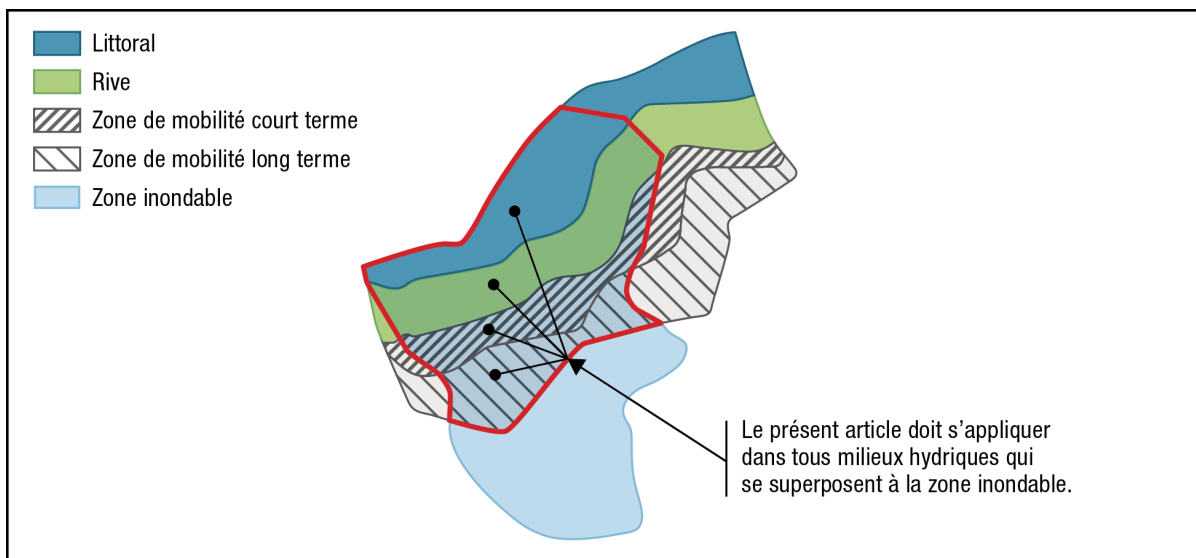 Littoral
Rive
Zone de mobilité court terme
Zone de mobilité long terme
Zone inondable
Le présent article doit s’appliquer
dans tous milieux hydriques qui
se superposent à la zone inondable.